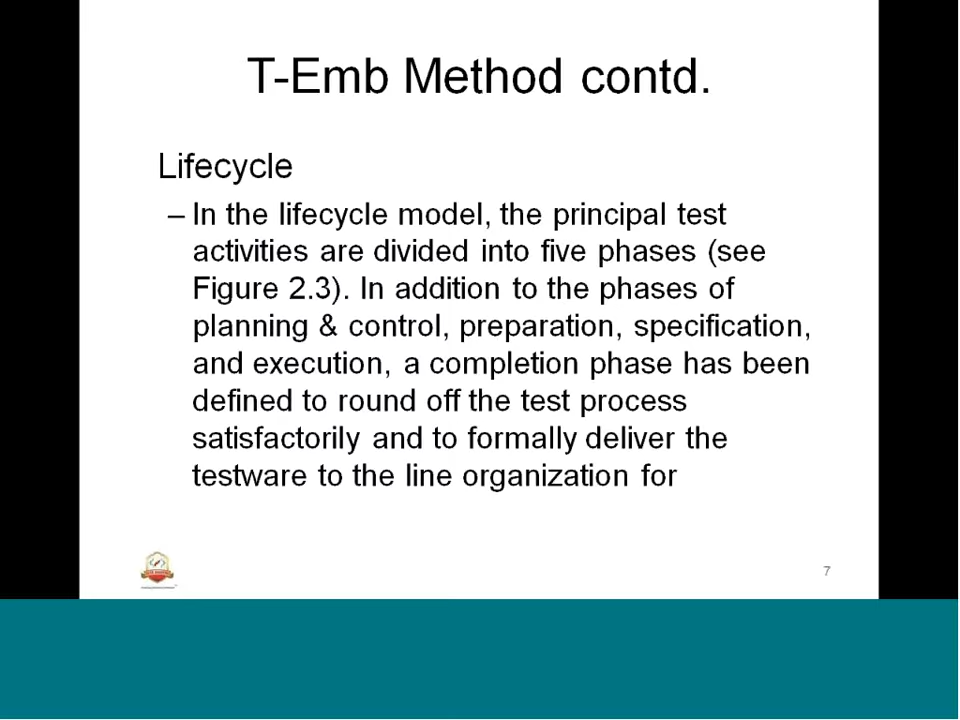 T-Emb Method contd.
Lifecycle
– In the lifecycle model, the principal test
activities are divided into five phases (see
Figure 2.3). In addition to the phases of
planning & control, preparation, specification,
and execution, a completion phase has been
defined to round off the test process
satisfactorily and to formally deliver the
testware to the line organization for
7